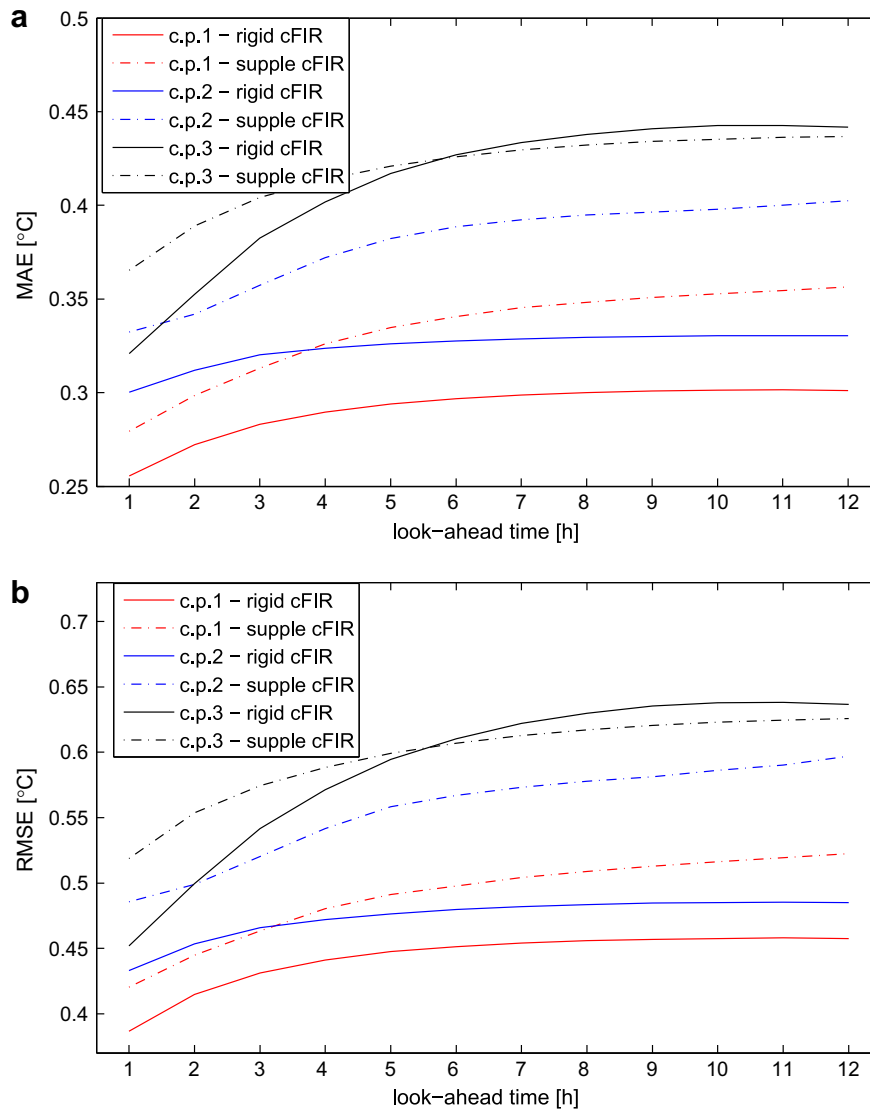 a
0.5
0.45
0.4
0.35
0.3
0.25
MAE [°C]
c.p.1 − rigid cFIR
c.p.1 − supple cFIR
c.p.2 − rigid cFIR
c.p.2 − supple cFIR
c.p.3 − rigid cFIR
c.p.3 − supple cFIR
1 2 3 4 5 6 7 8 9 10 11 12
look−ahead time [h]
b
0.7
0.65
0.6
0.55
0.5
0.45
0.4
RMSE [°C]
c.p.1 − rigid cFIR
c.p.1 − supple cFIR
c.p.2 − rigid cFIR
c.p.2 − supple cFIR
c.p.3 − rigid cFIR
c.p.3 − supple cFIR
1 2 3 4 5 6 7 8 9 10 11 12
look−ahead time [h]